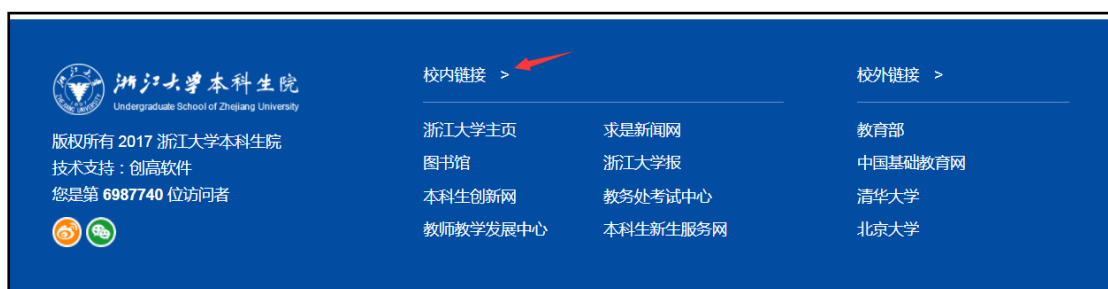 浙江大学本科生院
Undergraduate School of Zhejiang University
版权所有 2017 浙江大学本科生院
技术支持：创高软件
您是第 6987740 位访问者
校内链接 >
浙江大学主页 求是新闻网
图书馆 浙江大学报
本科生创新网 教务处考试中心
教师教学发展中心 本科生新生服务网
校外链接 >
教育部
中国基础教育网
清华大学
北京大学